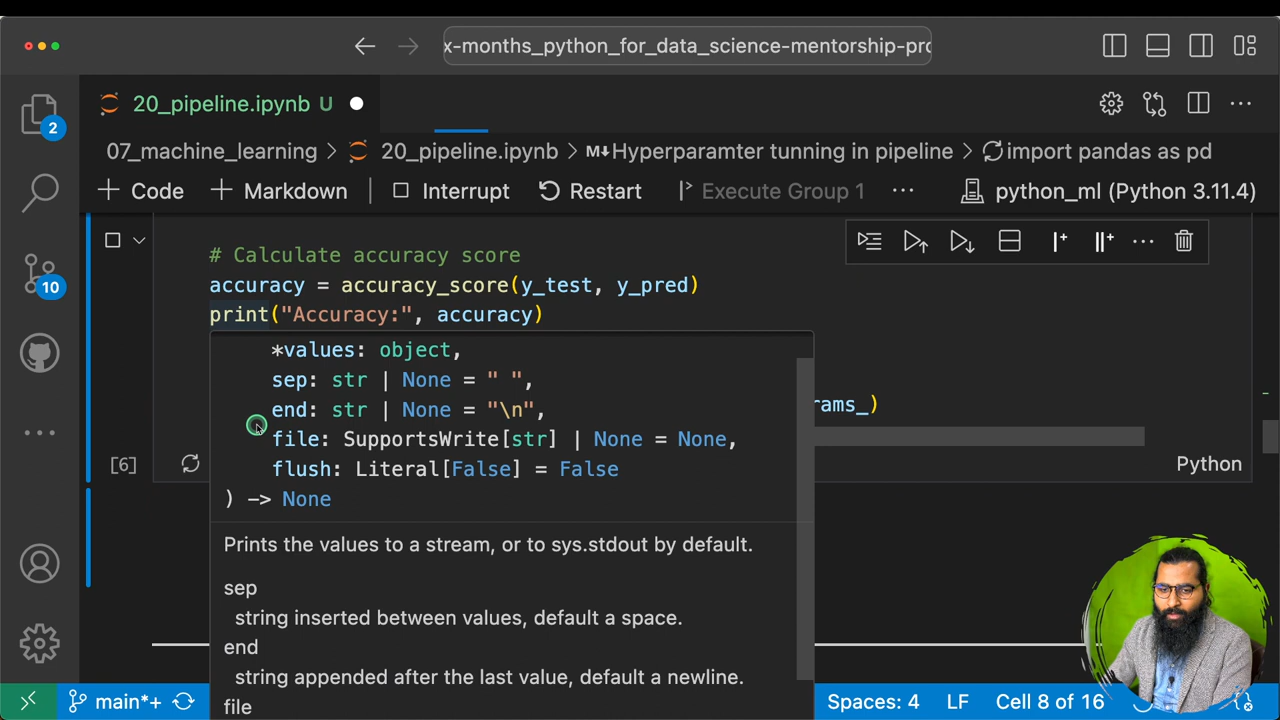 x-months_python_for_data_science-mentorship-pro
20_pipeline.ipynb U
07_machine_learning > 20_pipeline.ipynb > M↓Hyperparamter tunning in pipeline > import pandas as pd
+ Code + Markdown | Interrupt Restart Execute Group 1 ··· python_ml (Python 3.11.4)
# Calculate accuracy score
accuracy = accuracy_score(y_test, y_pred)
print("Accuracy:", accuracy)
*values: object,
sep: str | None = " ",
rams_)
end: str | None = "\n",
file: SupportsWrite[str] | None = None,
[6]
Python
flush: Literal[False] = False
) -> None
Prints the values to a stream, or to sys.stdout by default.
sep
string inserted between values, default a space.
end
string appended after the last value, default a newline.
file
2
10
main*+
Spaces: 4 LF Cell 8 of 16